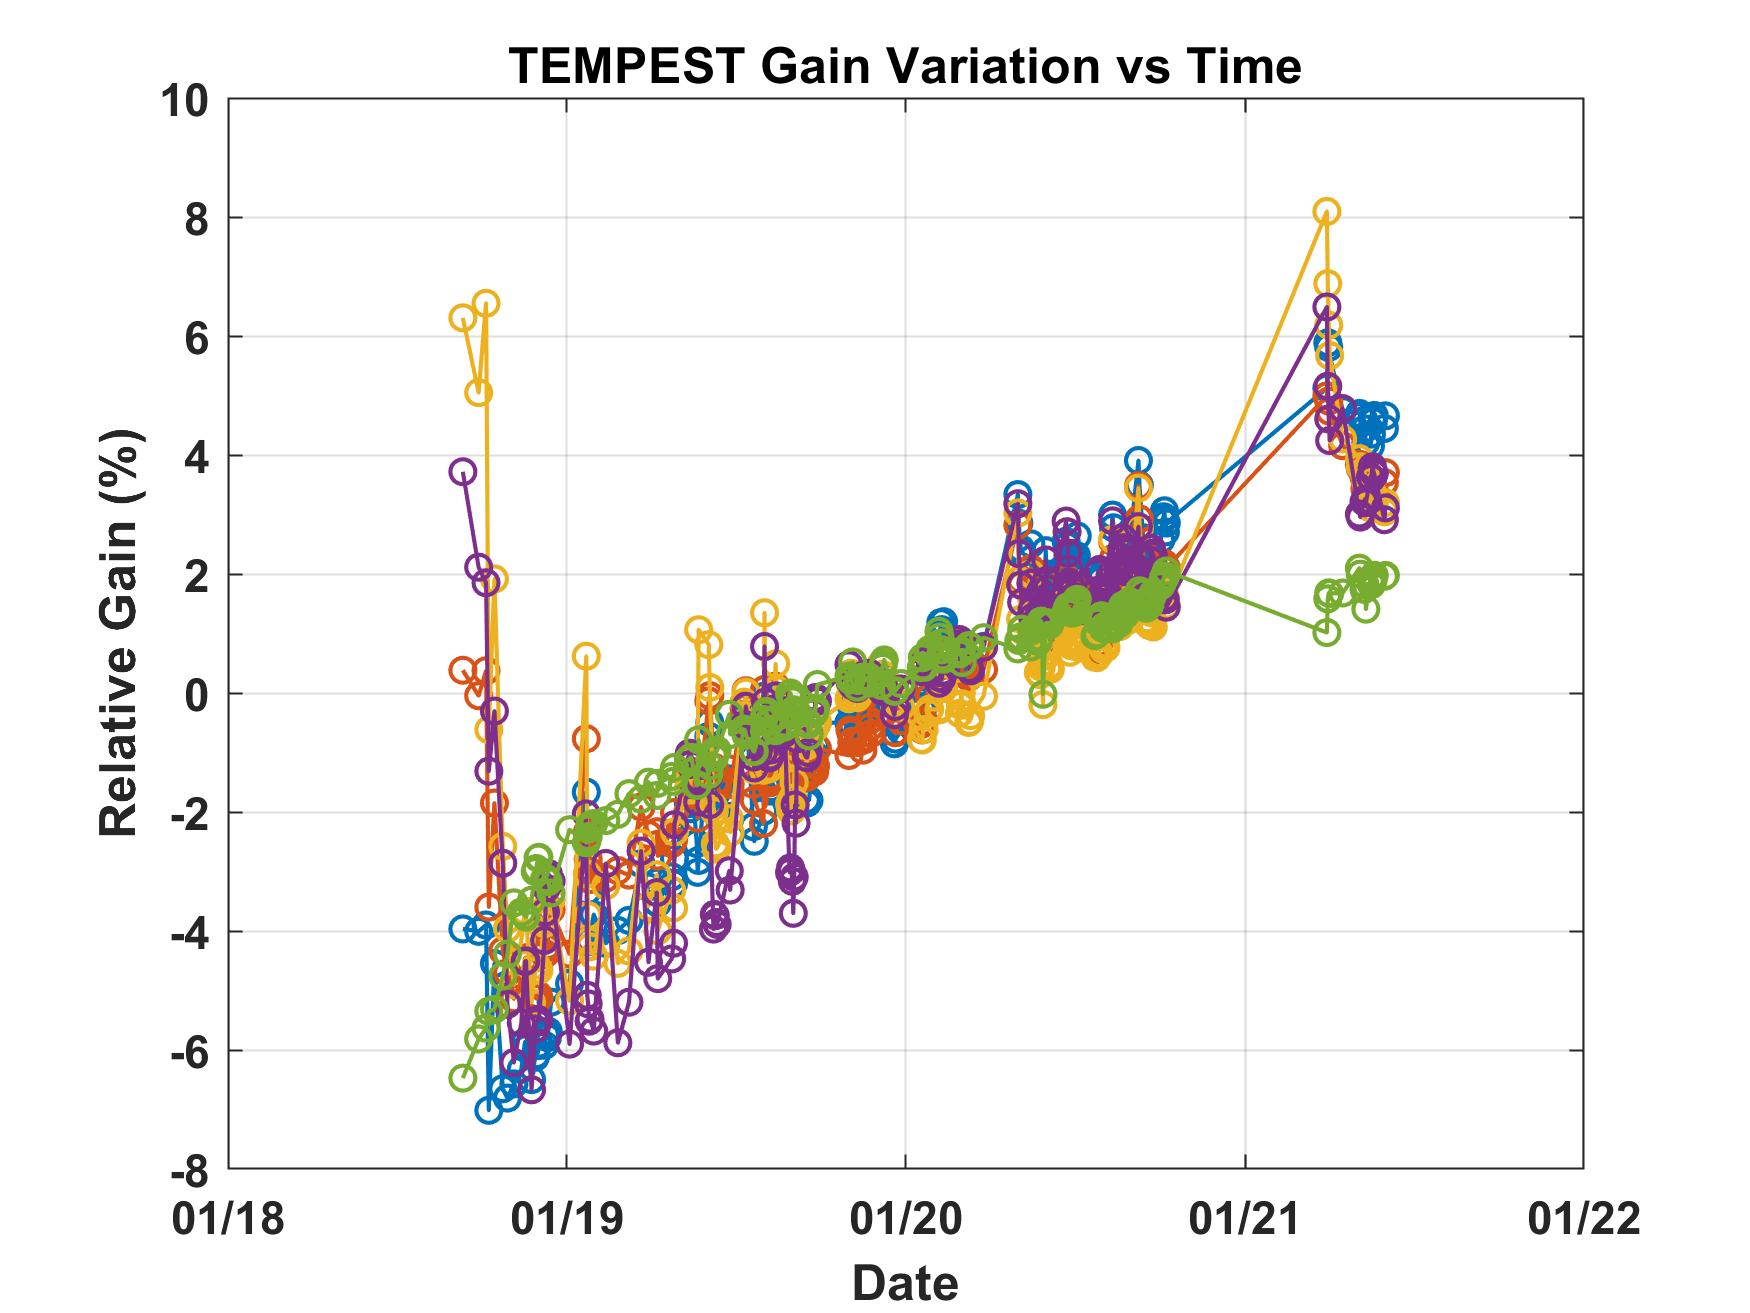 TEMPEST Gain Variation vs Time
10
8
6
4
2
0
-2
-4
-6
-8
Relative Gain (%)
01/18 01/19 01/20 01/21 01/22
Date